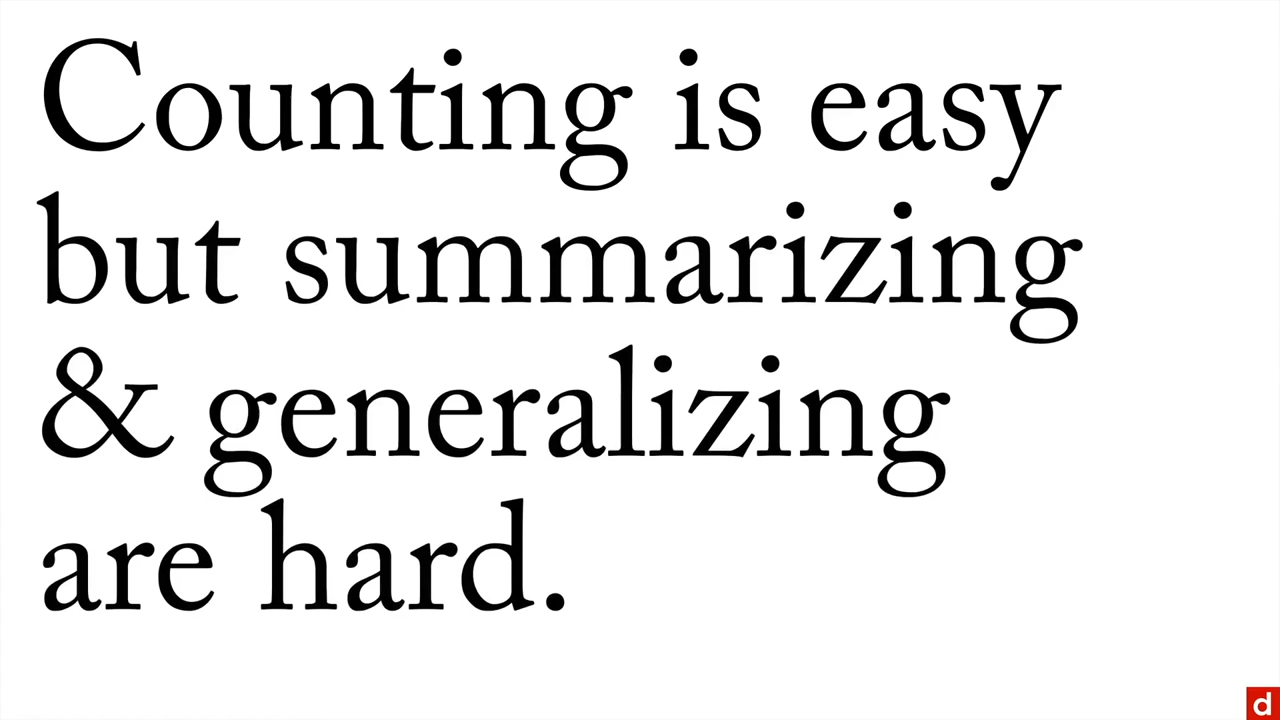 Counting is easy
but summarizing
& generalizing
are hard.
d